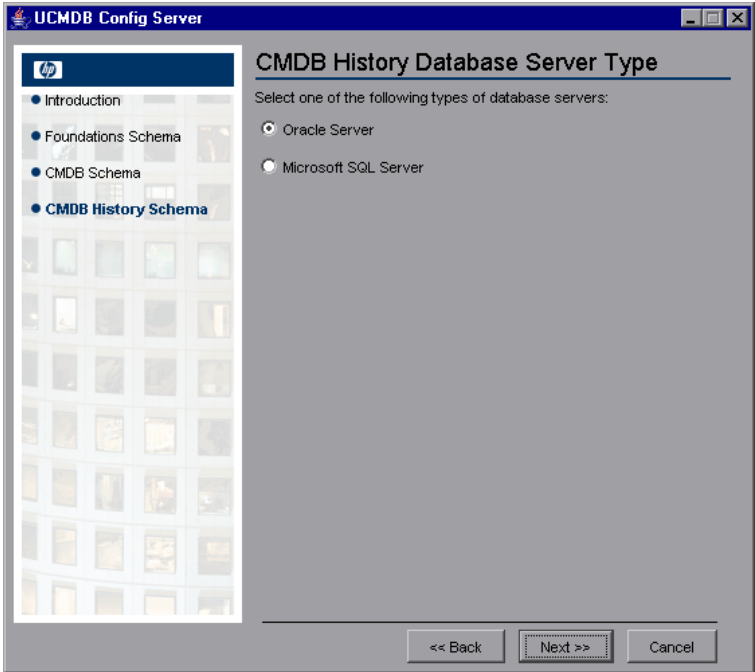 UCMDB Config Server
hp
CMDB History Database Server Type
Introduction
Foundations Schema
CMDB Schema
CMDB History Schema
Select one of the following types of database servers:
Oracle Server
Microsoft SQL Server
<< Back
Next >>
Cancel